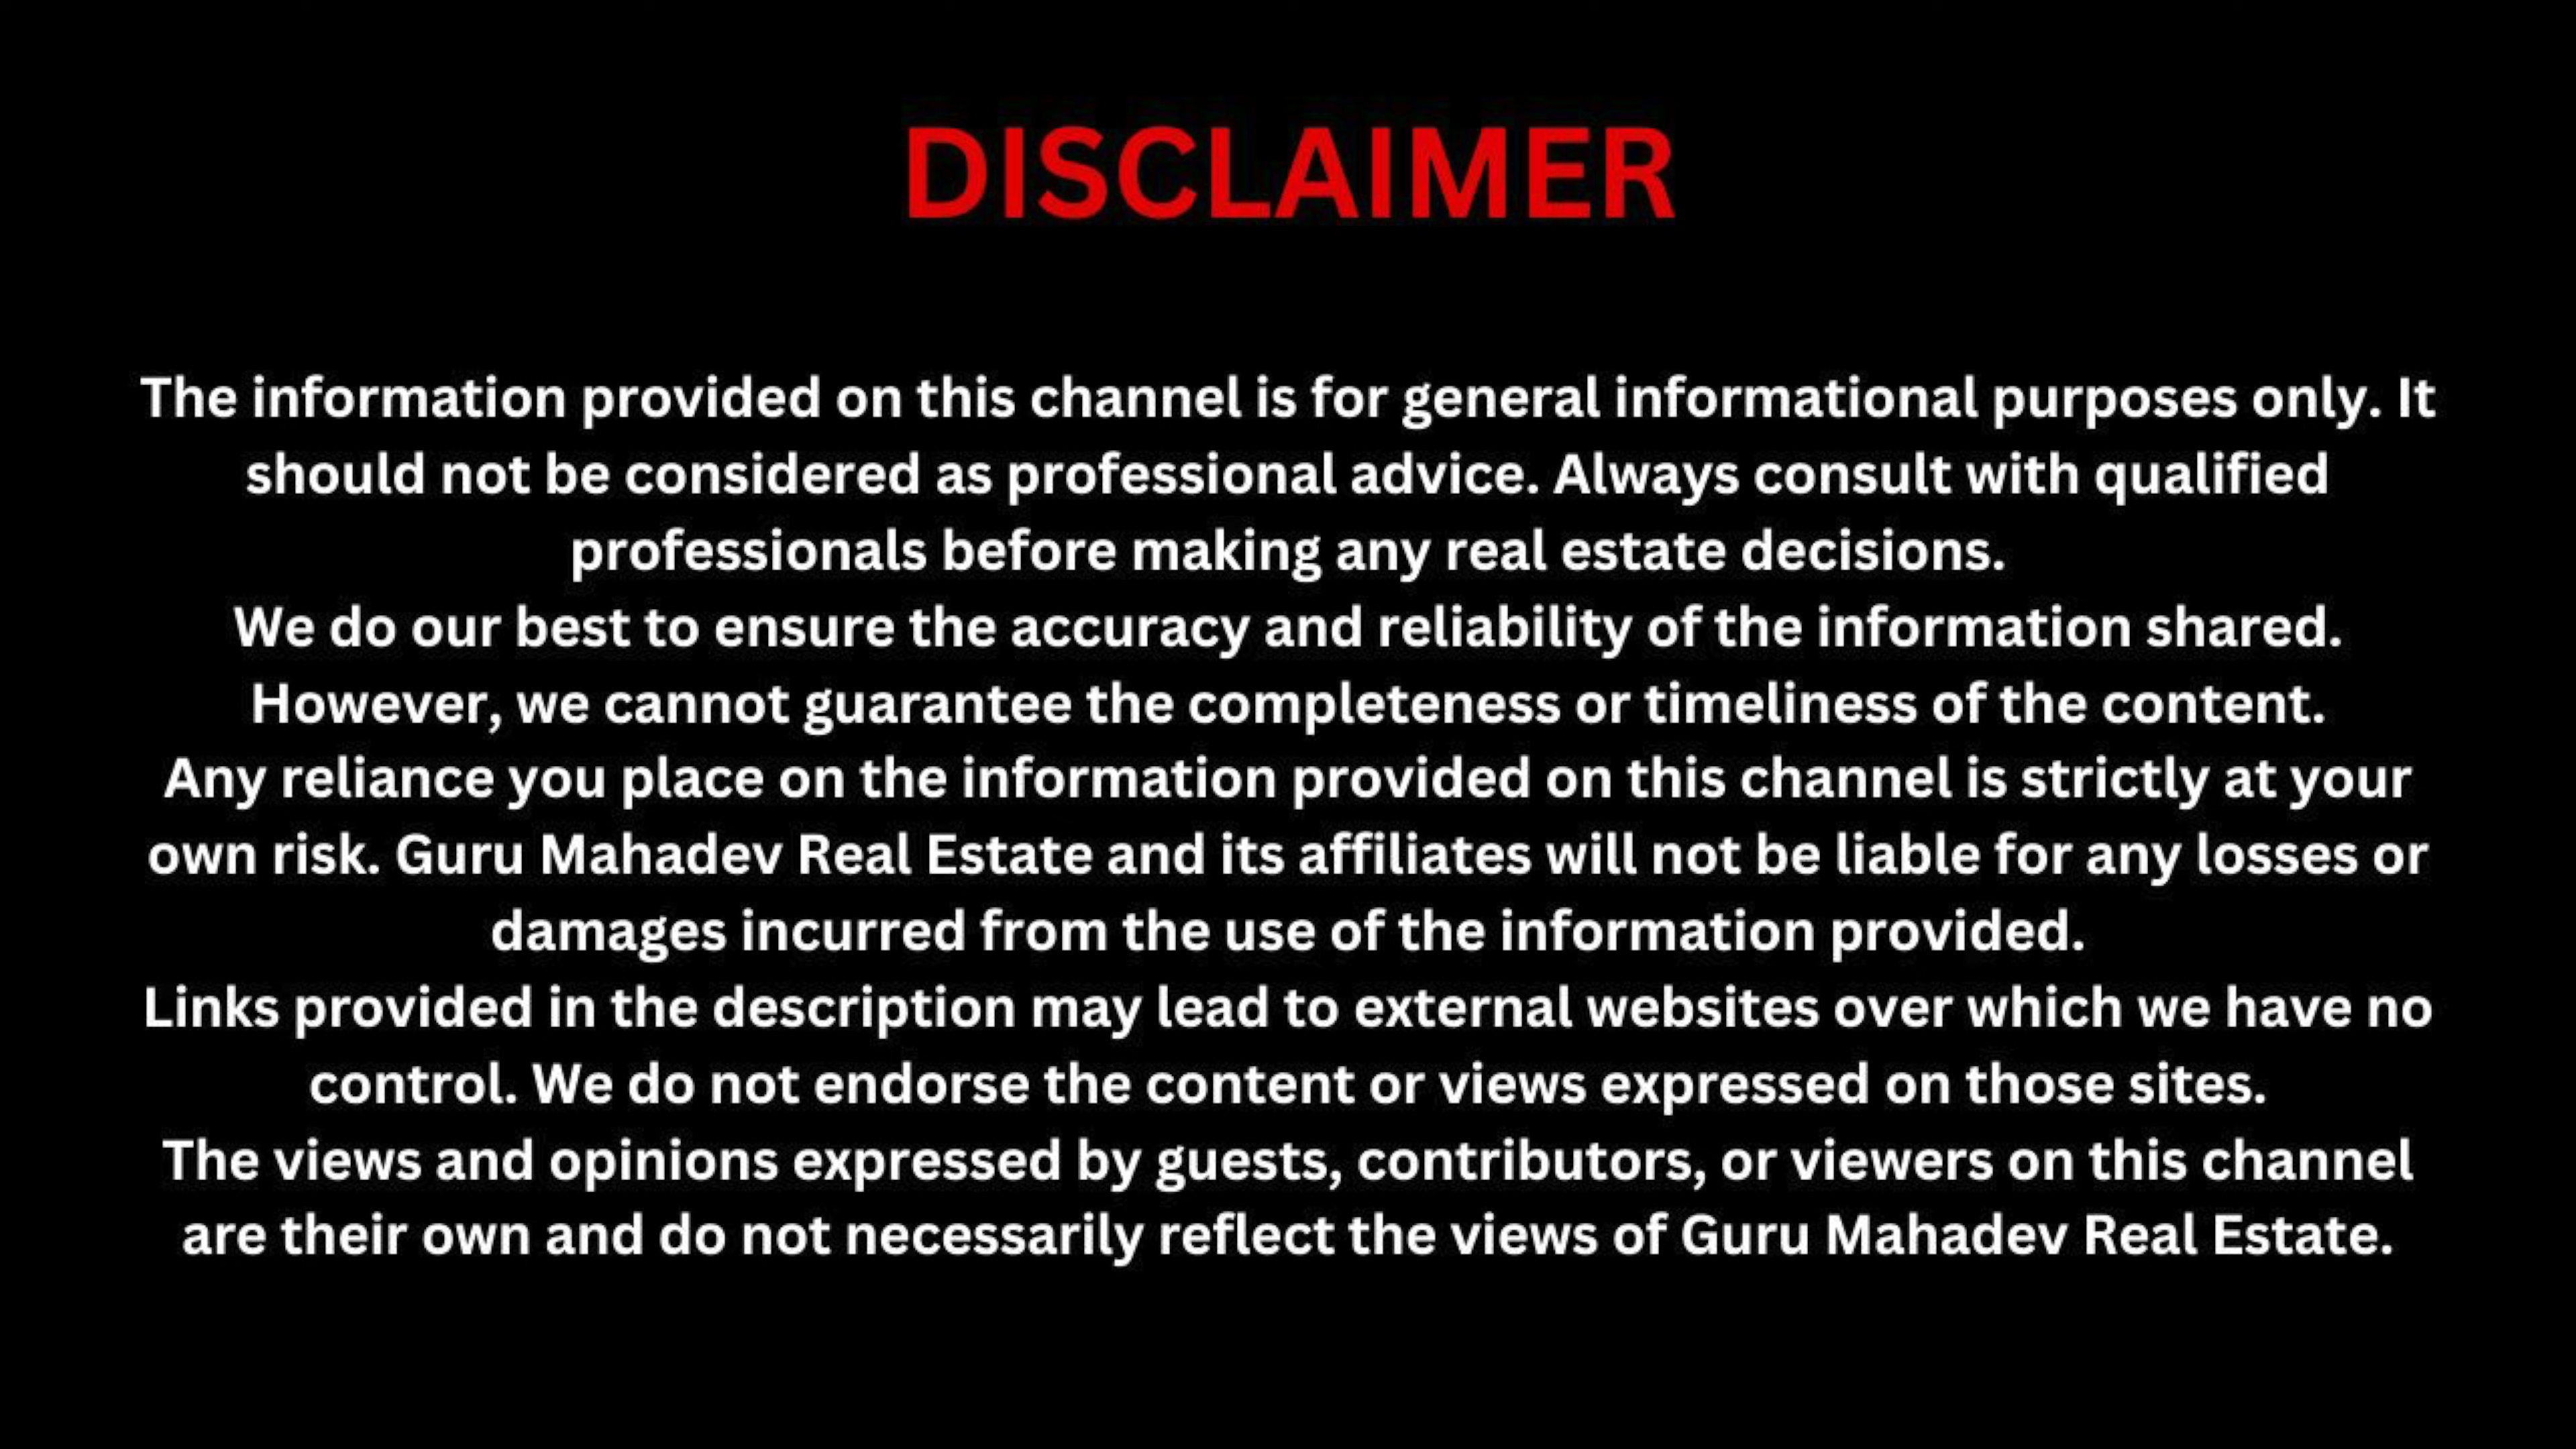 DISCLAIMER
The information provided on this channel is for general informational purposes only. It
should not be considered as professional advice. Always consult with qualified
professionals before making any real estate decisions.
We do our best to ensure the accuracy and reliability of the information shared.
However, we cannot guarantee the completeness or timeliness of the content.
Any reliance you place on the information provided on this channel is strictly at your
own risk. Guru Mahadev Real Estate and its affiliates will not be liable for any losses or
damages incurred from the use of the information provided.
Links provided in the description may lead to external websites over which we have no
control. We do not endorse the content or views expressed on those sites.
The views and opinions expressed by guests, contributors, or viewers on this channel
are their own and do not necessarily reflect the views of Guru Mahadev Real Estate.